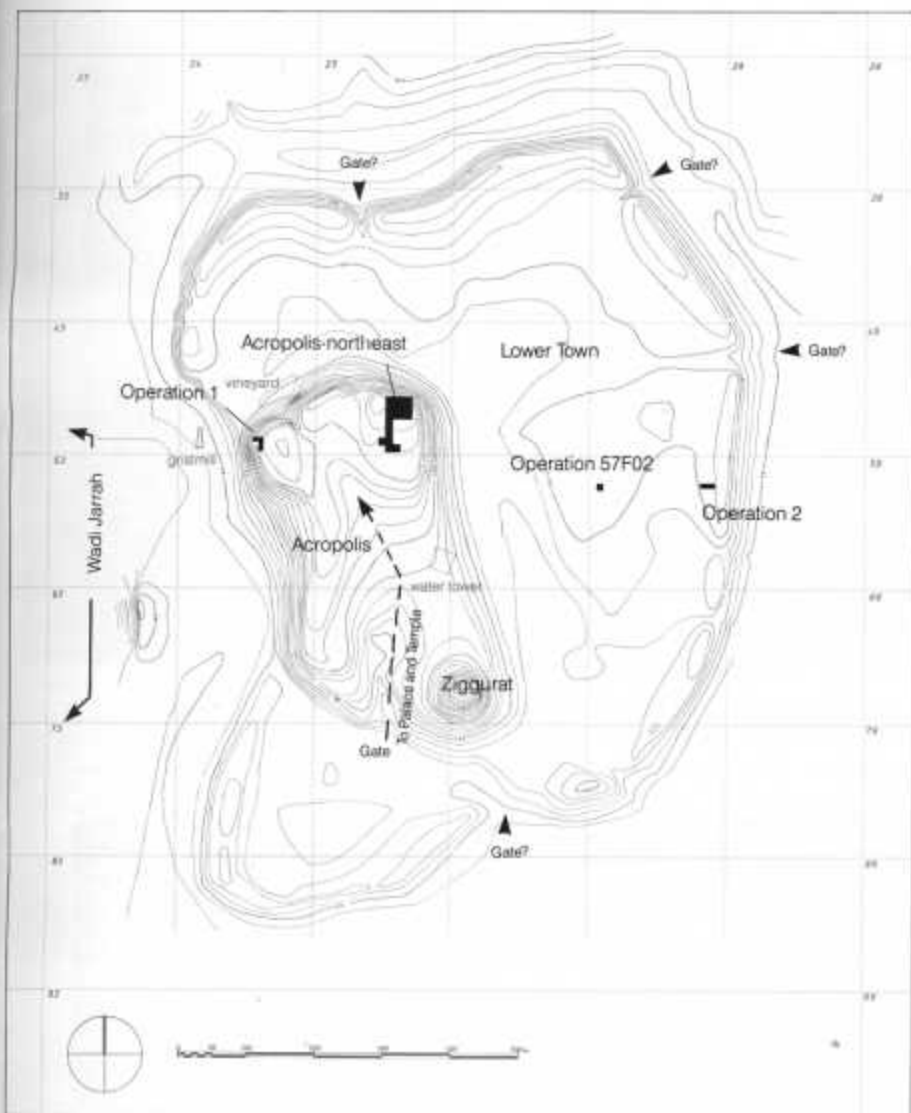 Gate?
Gate?
Gate?
Acropolis-northeast
Lower Town
Operation 1
vineyard
gristmill
Operation 57F02
Operation 2
Wadi Jarrah
Acropolis
water tower
To Palace and Temple
Ziggurat
Gate
Gate?